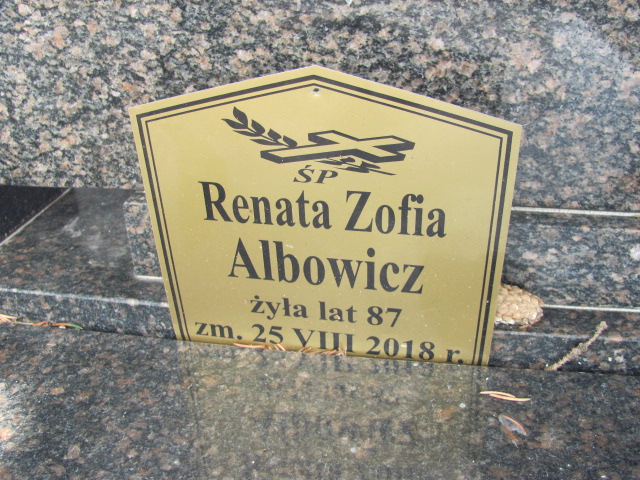 ŚP
Renata Zofia
Albowicz
żyła lat 87
zm. 25 VIII 2018 r.